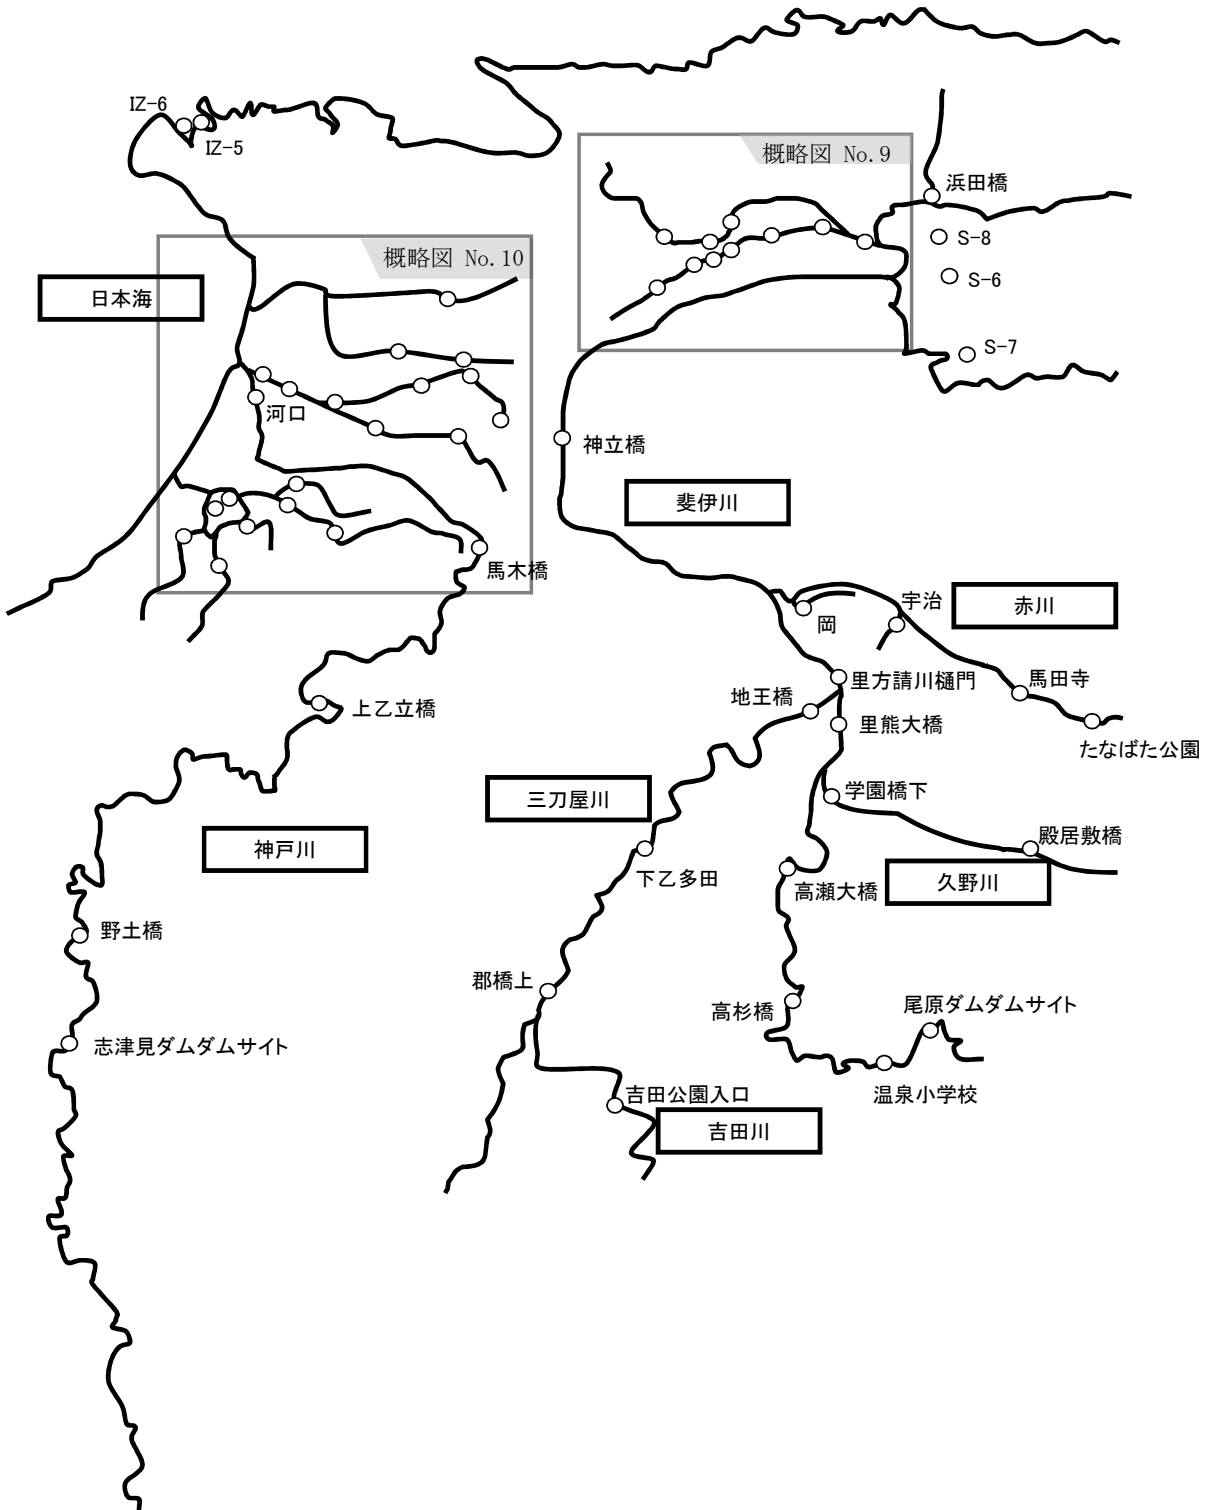 IZ-6
IZ-5
概略図 No.9
浜田橋
S-8
S-6
S-7
概略図 No.10
日本海
河口
神立橋
斐伊川
馬木橋
宇治
赤川
岡
里方請川樋門
馬田寺
地王橋
里熊大橋
上乙立橋
たなばた公園
三刀屋川
学園橋下
神戸川
殿居敷橋
下乙多田
高瀬大橋
久野川
野土橋
郡橋上
高杉橋
尾原ダムダムサイト
志津見ダムダムサイト
吉田公園入口
温泉小学校
吉田川